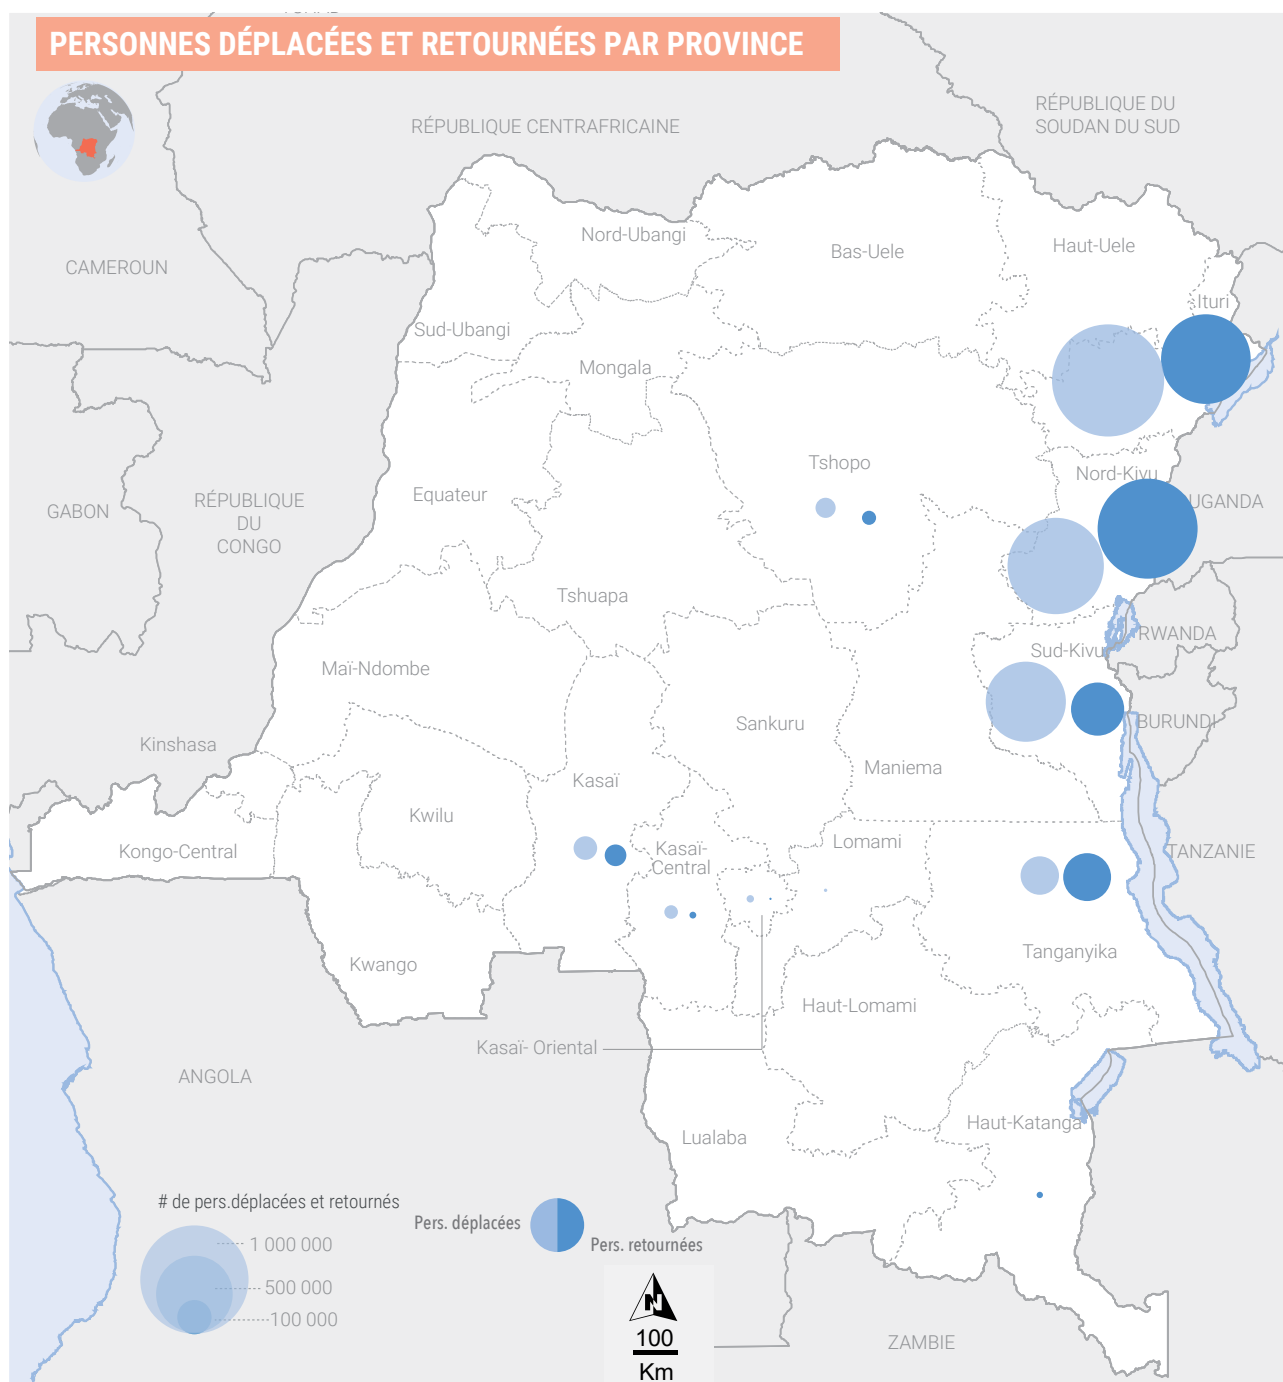 PERSONNES DÉPLACÉES ET RETOURNÉES PAR PROVINCE
RÉPUBLIQUE DU
SOUDAN DU SUD
RÉPUBLIQUE CENTRAFRICAINE
Nord-Ubangi
Bas-Uele
Haut-Uele
CAMEROUN
Ituri
Sud-Ubangi
Mongala
Tshopo
Nord-Kivu
Equateur
GABON
RÉPUBLIQUE
DU
CONGO
UGANDA
Tshuapa
RWANDA
Sud-Kivu
Maï-Ndombe
Sankuru
BURUNDI
Kinshasa
Maniema
Kasaï
Kwilu
Lomami
Kasaï-
Central
Kongo-Central
TANZANIE
Kwango
Tanganyika
Haut-Lomami
Kasaï- Oriental
ANGOLA
Haut-Katanga
Lualaba
# de pers.déplacées et retournés
1 000 000
500 000
100 000
Pers. déplacées
Pers. retournées
N
100
Km
ZAMBIE